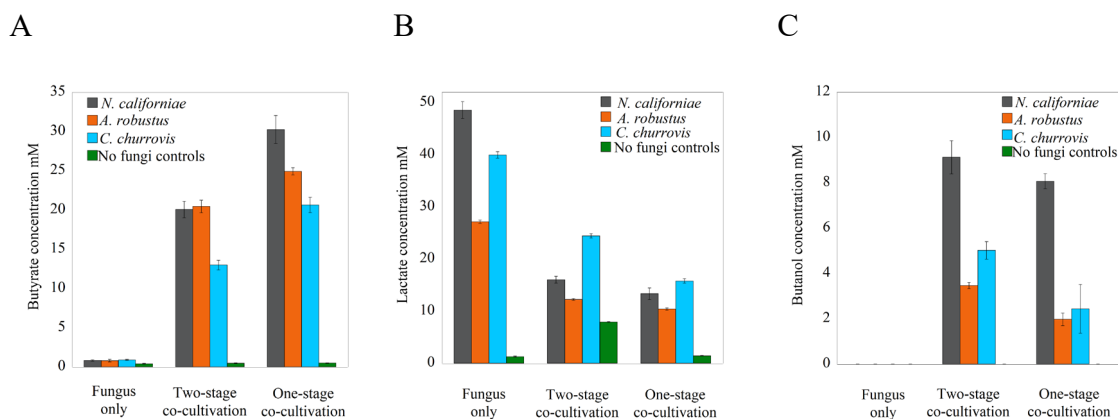 A
B
C
Butyrate concentration mM
35
30
25
20
15
10
5
0
N. californiae
A. robustus
C. churrovis
No fungi controls
Fungus only
Two-stage co-cultivation
One-stage co-cultivation
Lactate concentration mM
50
40
30
20
10
0
N. californiae
A. robustus
C. churrovis
No fungi controls
Fungus only
Two-stage co-cultivation
One-stage co-cultivation
Butanol concentration mM
12
10
8
6
4
2
0
N. californiae
A. robustus
C. churrovis
No fungi controls
Fungus only
Two-stage co-cultivation
One-stage co-cultivation